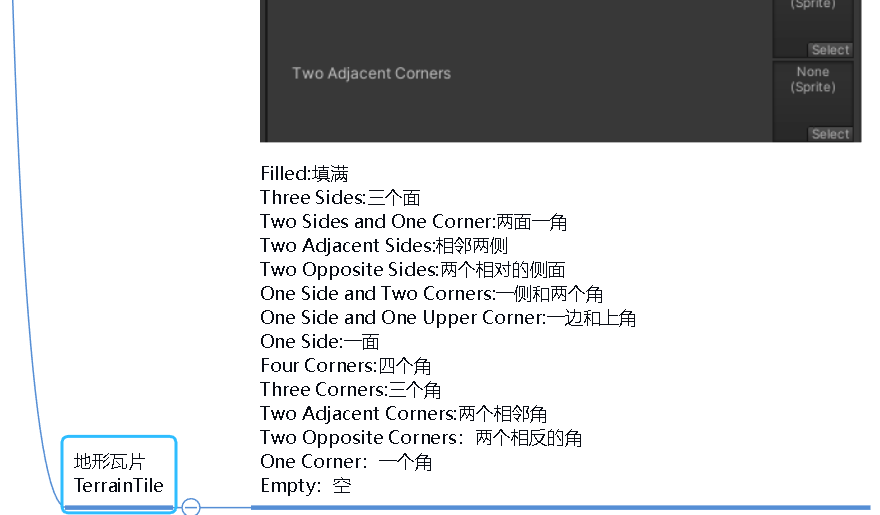 (Sprite)
Select
Two Adjacent Corners
None
(Sprite)
Select
Filled:填满
Three Sides:三个面
Two Sides and One Corner:两面一角
Two Adjacent Sides:相邻两侧
Two Opposite Sides:两个相对的侧面
One Side and Two Corners:一侧和两个角
One Side and One Upper Corner:一边和上角
One Side:一面
Four Corners:四个角
Three Corners:三个角
Two Adjacent Corners:两个相邻角
Two Opposite Corners：两个相反的角
One Corner：一个角
Empty：空
地形瓦片
TerrainTile